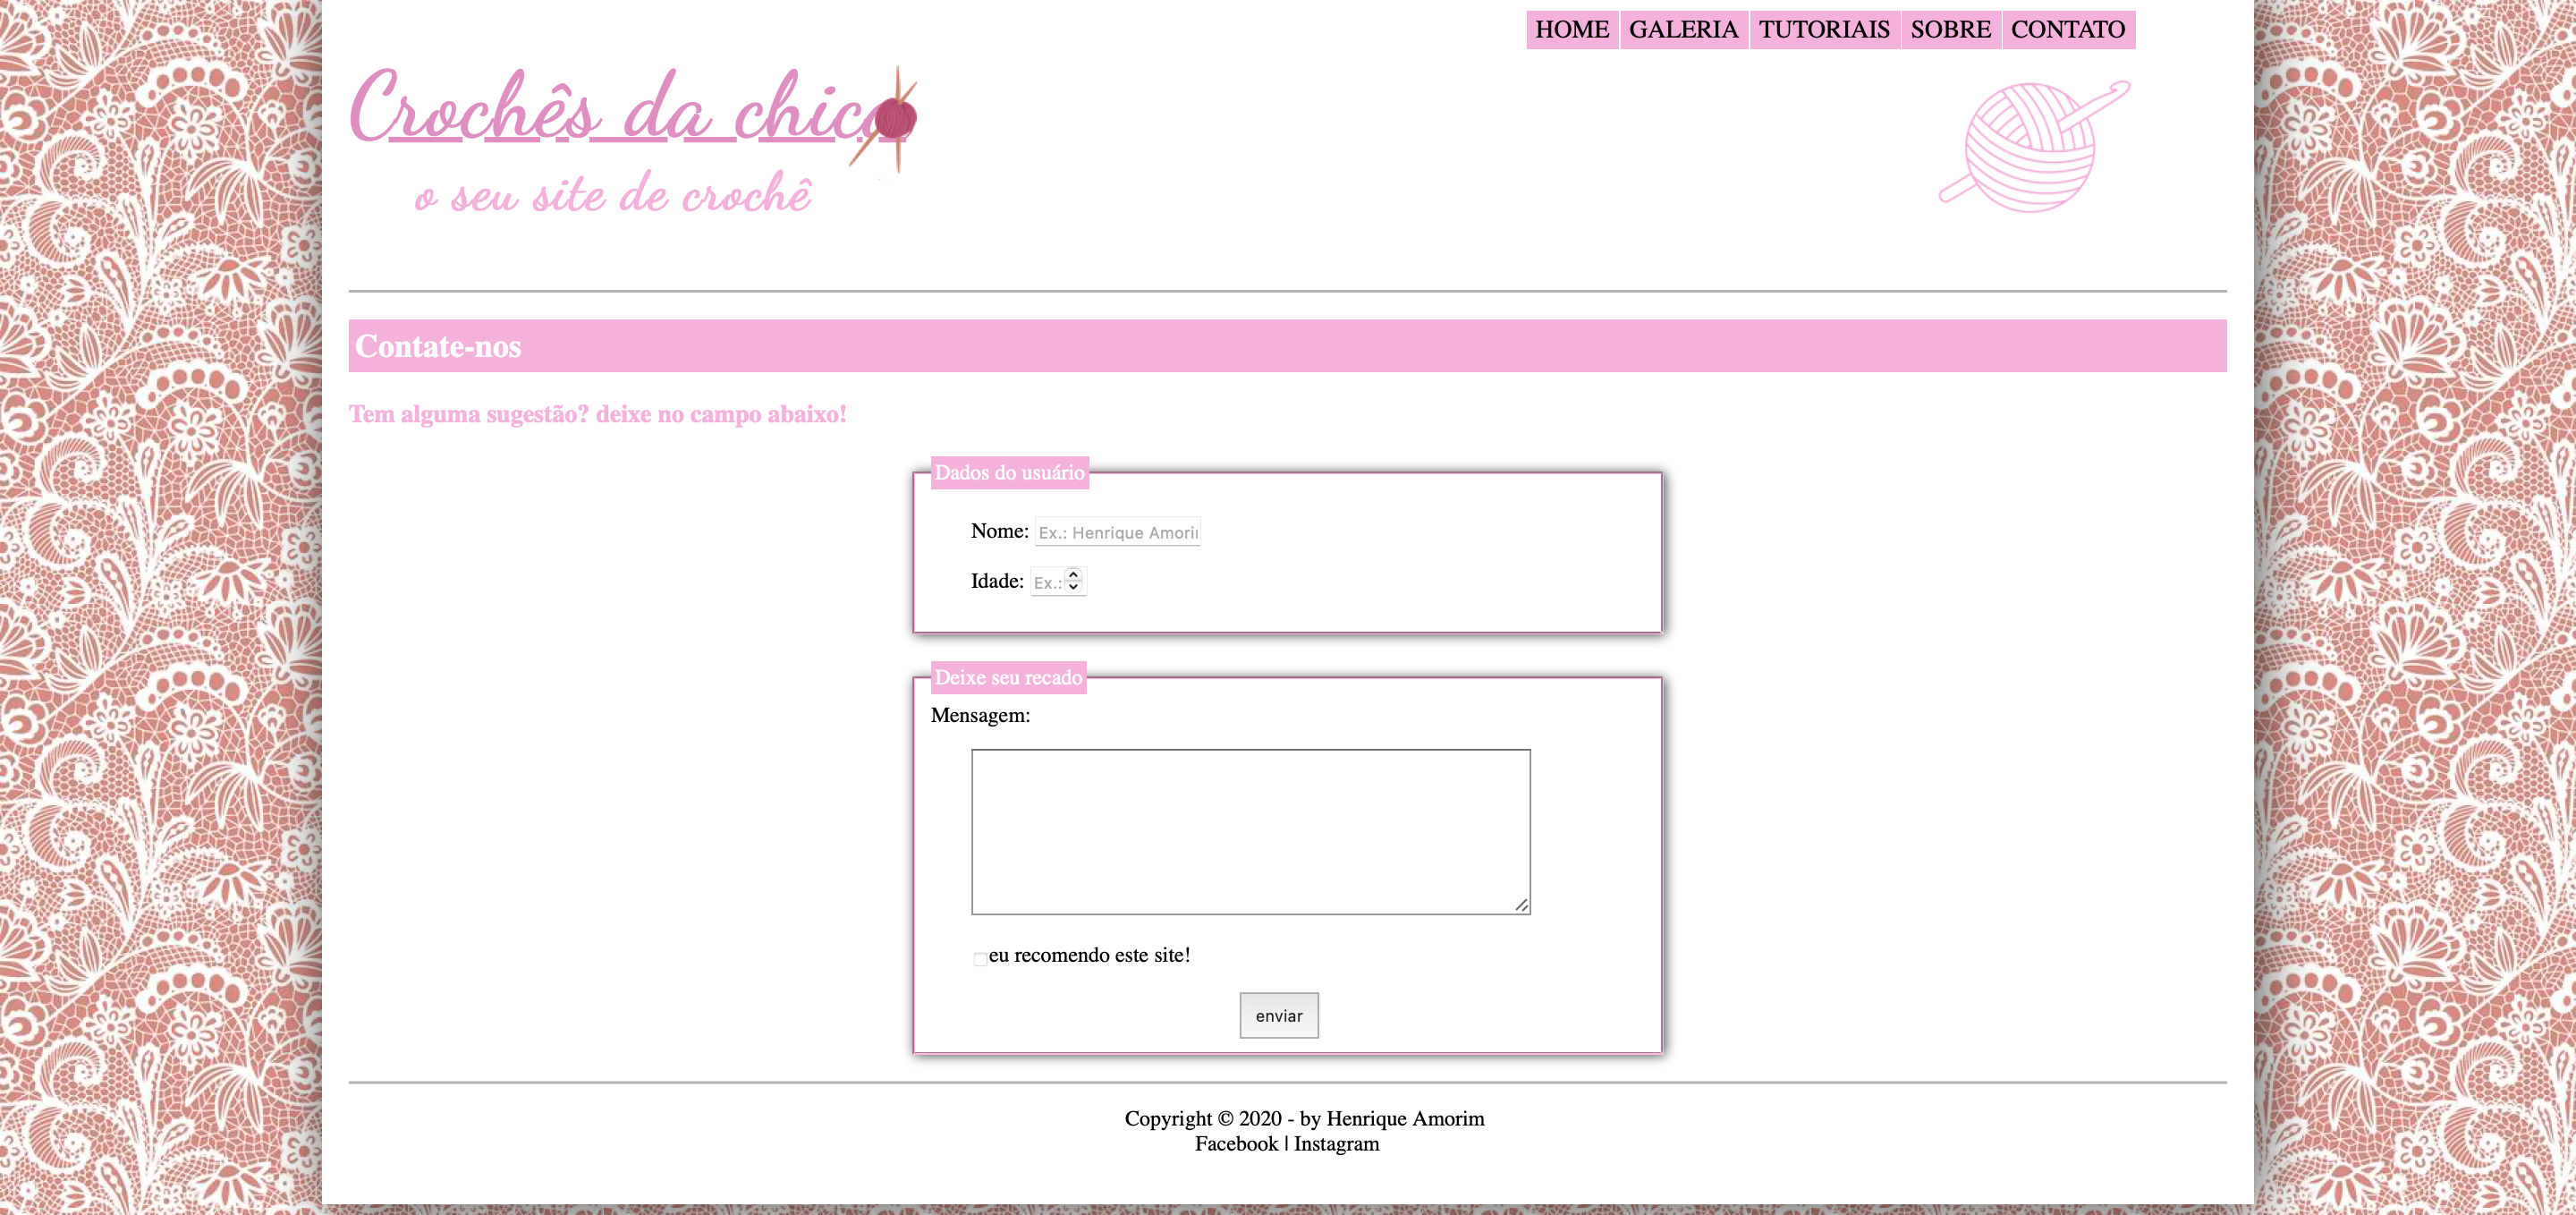 HOME GALERIA TUTORIAIS SOBRE CONTATO
Crochês da chica
o seu site de crochê
Contate-nos
Tem alguma sugestão? deixe no campo abaixo!
Dados do usuário
Nome: Ex.: Henrique Amorim
Idade: Ex.:
Deixe seu recado
Mensagem:
eu recomendo este site!
enviar
Copyright © 2020 - by Henrique Amorim
Facebook | Instagram